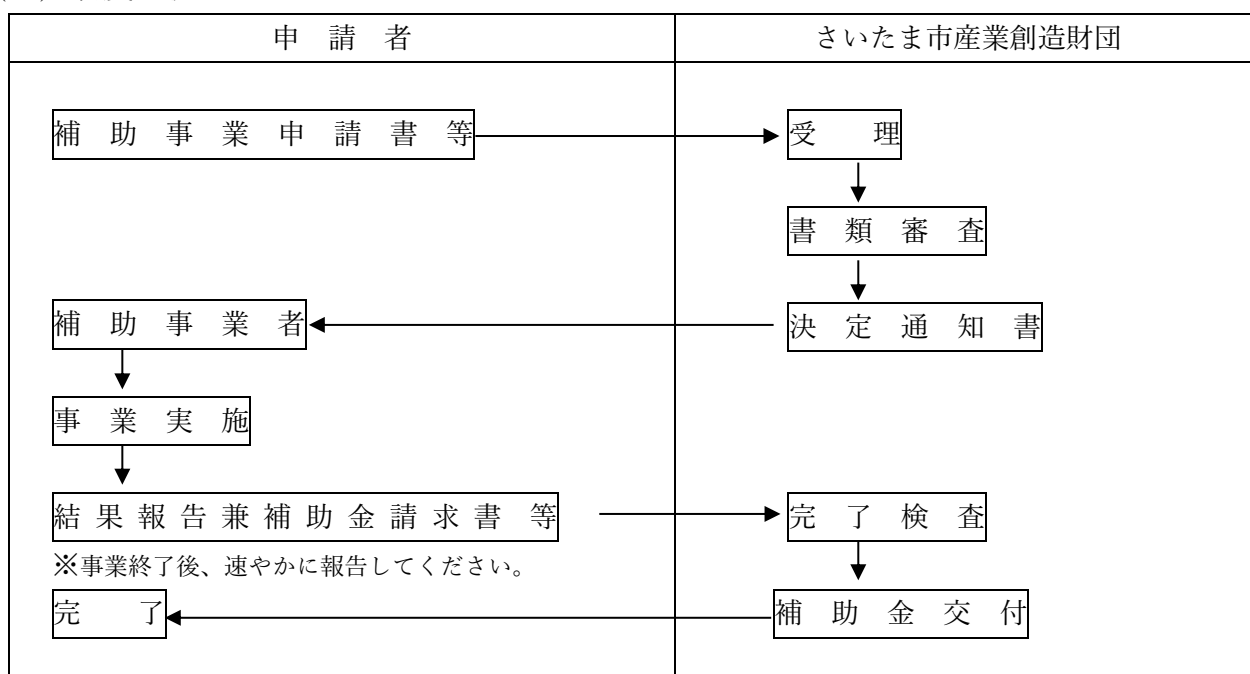 申請者 さいたま市産業創造財団
補助事業申請書等 受理
書類審査
補助事業者 決定通知書
事業実施
結果報告兼補助金請求書等 完了検査
※事業終了後、速やかに報告してください。
完了 補助金交付